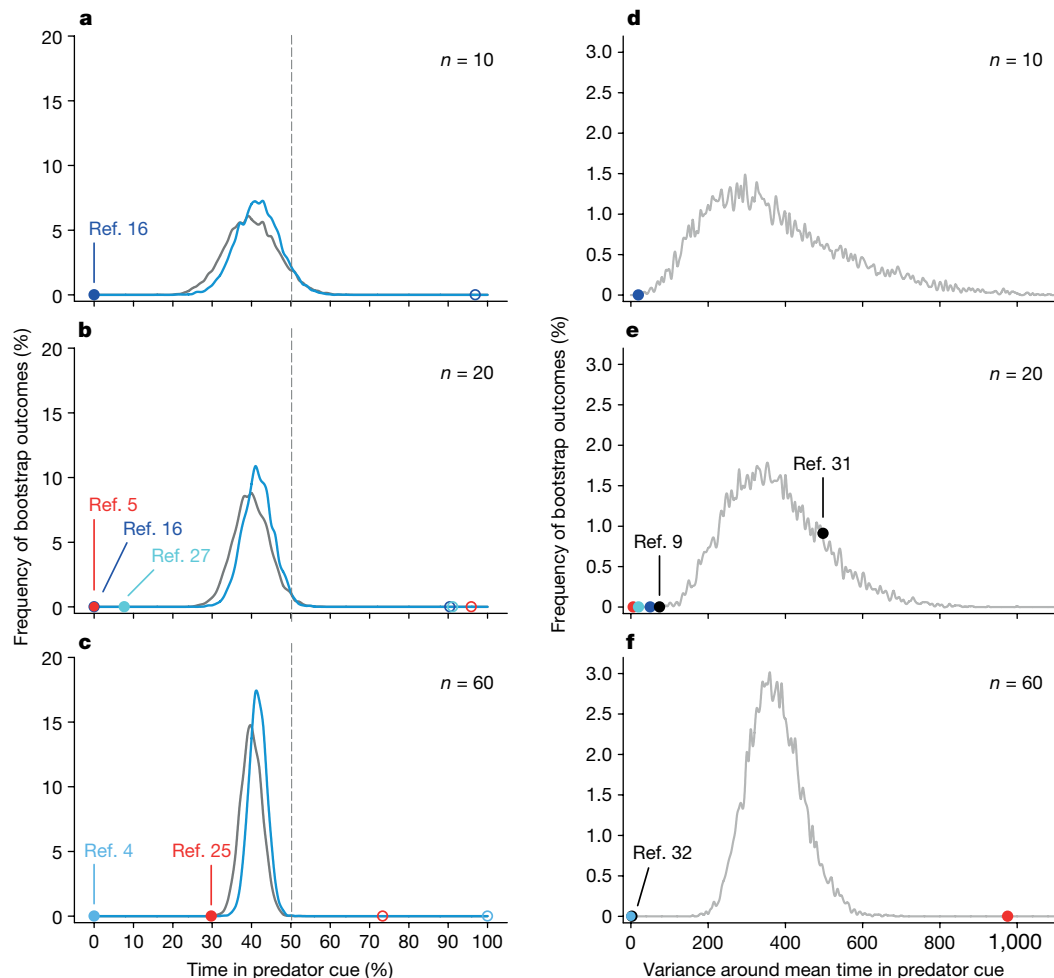 a
20
15
10
5
0
n = 10
Ref. 16
b
20
15
10
5
0
n = 20
Ref. 5
Ref. 16
Ref. 27
c
20
15
10
5
0
n = 60
Ref. 4
Ref. 25
0 10 20 30 40 50 60 70 80 90 100
Time in predator cue (%)
Frequency of bootstrap outcomes (%)
d
3.0
2.5
2.0
1.5
1.0
0.5
0
n = 10
e
3.0
2.5
2.0
1.5
1.0
0.5
0
n = 20
Ref. 31
Ref. 9
f
3.0
2.5
2.0
1.5
1.0
0.5
0
n = 60
Ref. 32
0 200 400 600 800 1,000
Variance around mean time in predator cue
Frequency of bootstrap outcomes (%)